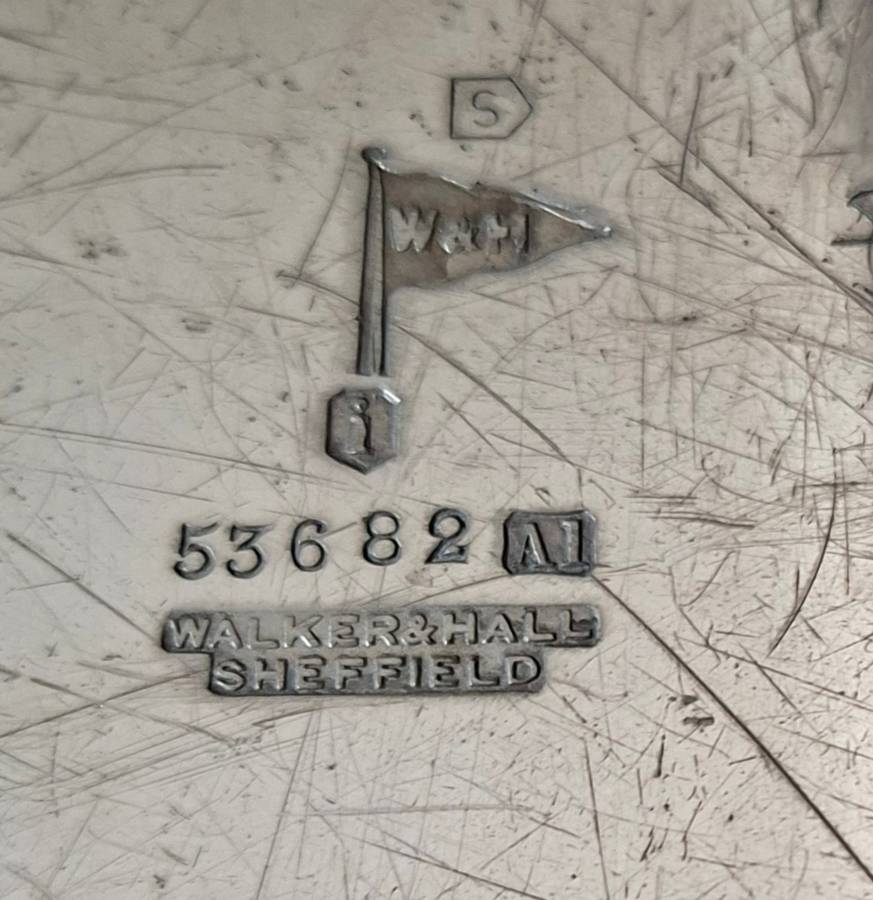 S
W&H
i
53682 A1
WALKER&HALL
SHEFFIELD